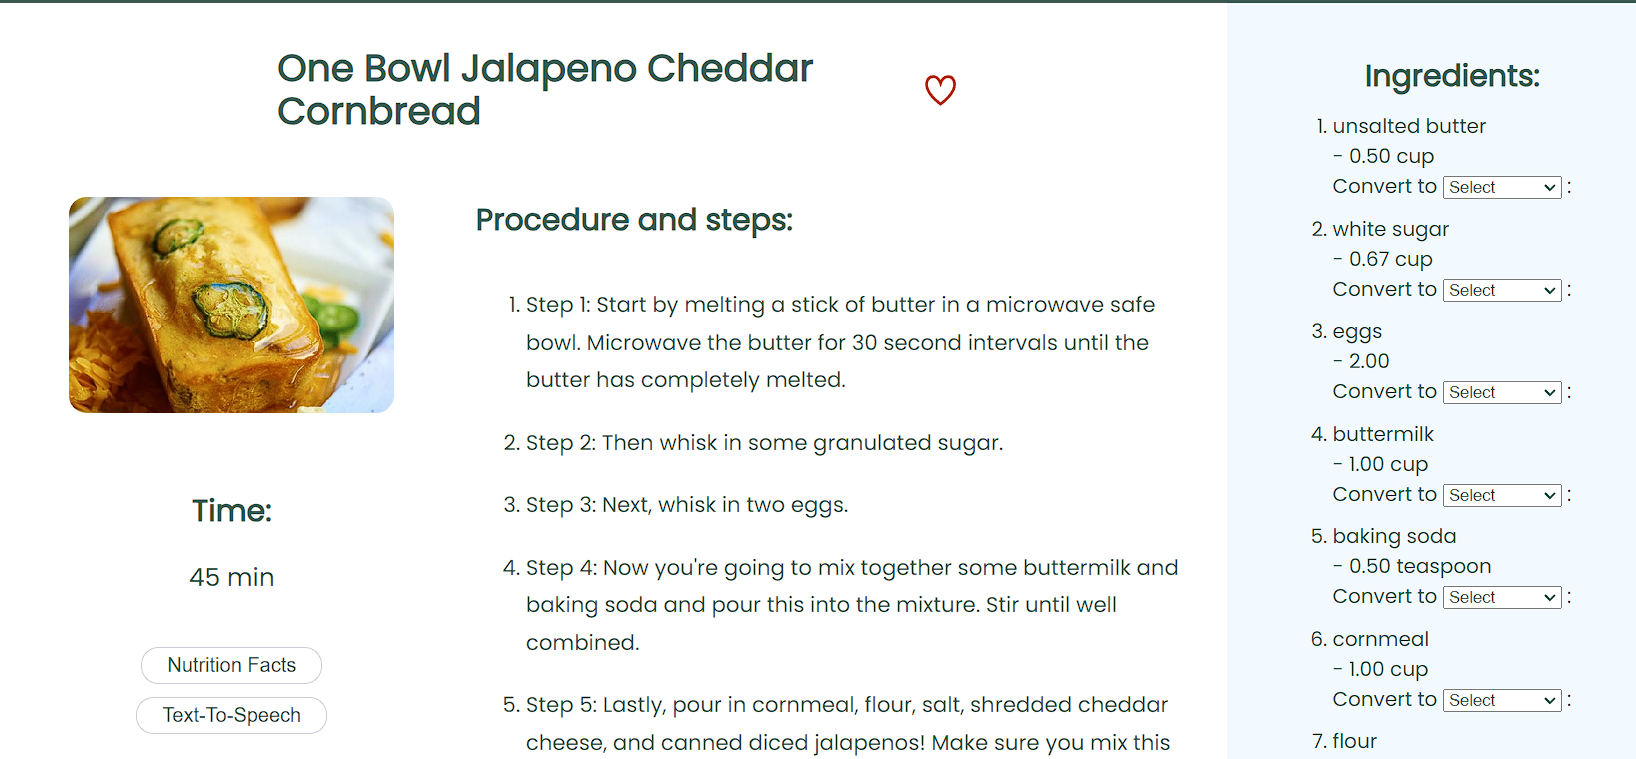 One Bowl Jalapeno Cheddar
Cornbread
Time:
45 min
Nutrition Facts
Text-To-Speech
Procedure and steps:
1. Step 1: Start by melting a stick of butter in a microwave safe
bowl. Microwave the butter for 30 second intervals until the
butter has completely melted.
2. Step 2: Then whisk in some granulated sugar.
3. Step 3: Next, whisk in two eggs.
4. Step 4: Now you're going to mix together some buttermilk and
baking soda and pour this into the mixture. Stir until well
combined.
5. Step 5: Lastly, pour in cornmeal, flour, salt, shredded cheddar
cheese, and canned diced jalapenos! Make sure you mix this
Ingredients:
1. unsalted butter
- 0.50 cup
Convert to Select :
2. white sugar
- 0.67 cup
Convert to Select :
3. eggs
- 2.00
Convert to Select :
4. buttermilk
- 1.00 cup
Convert to Select :
5. baking soda
- 0.50 teaspoon
Convert to Select :
6. cornmeal
- 1.00 cup
Convert to Select :
7. flour